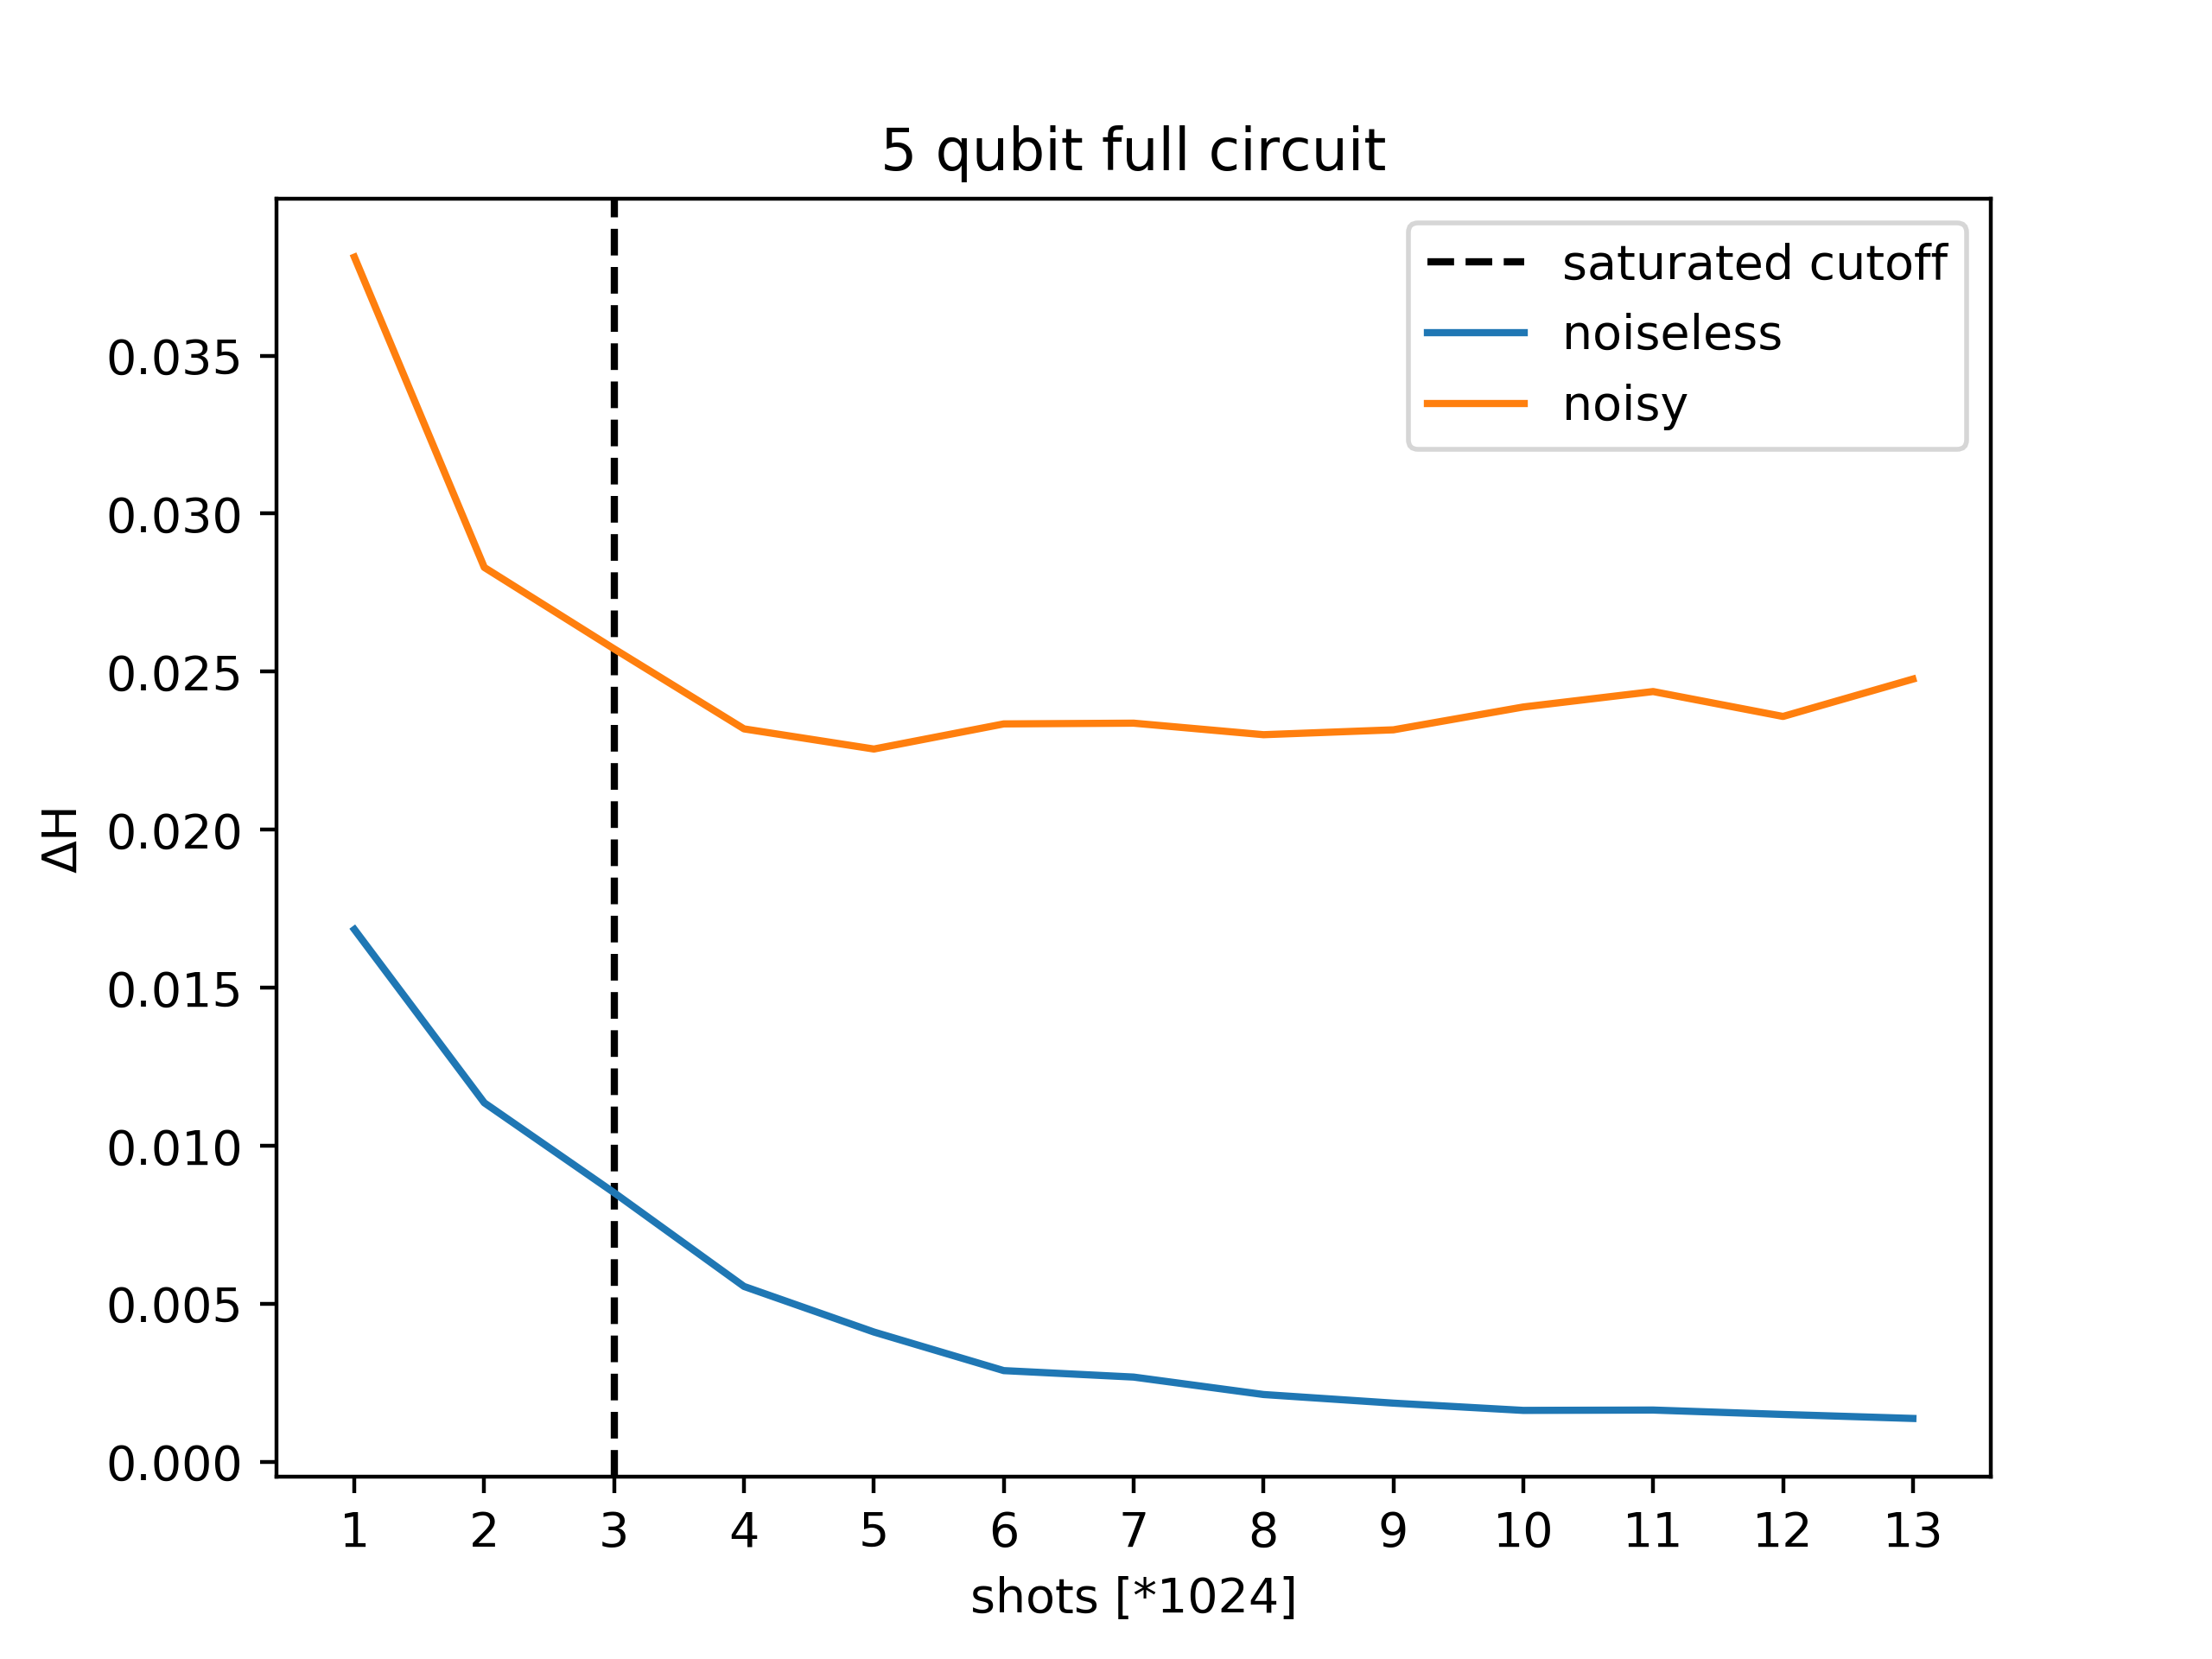 5 qubit full circuit
saturated cutoff
noiseless
noisy
0.035
0.030
0.025
0.020
0.015
0.010
0.005
0.000
ΔH
1 2 3 4 5 6 7 8 9 10 11 12 13
shots [*1024]